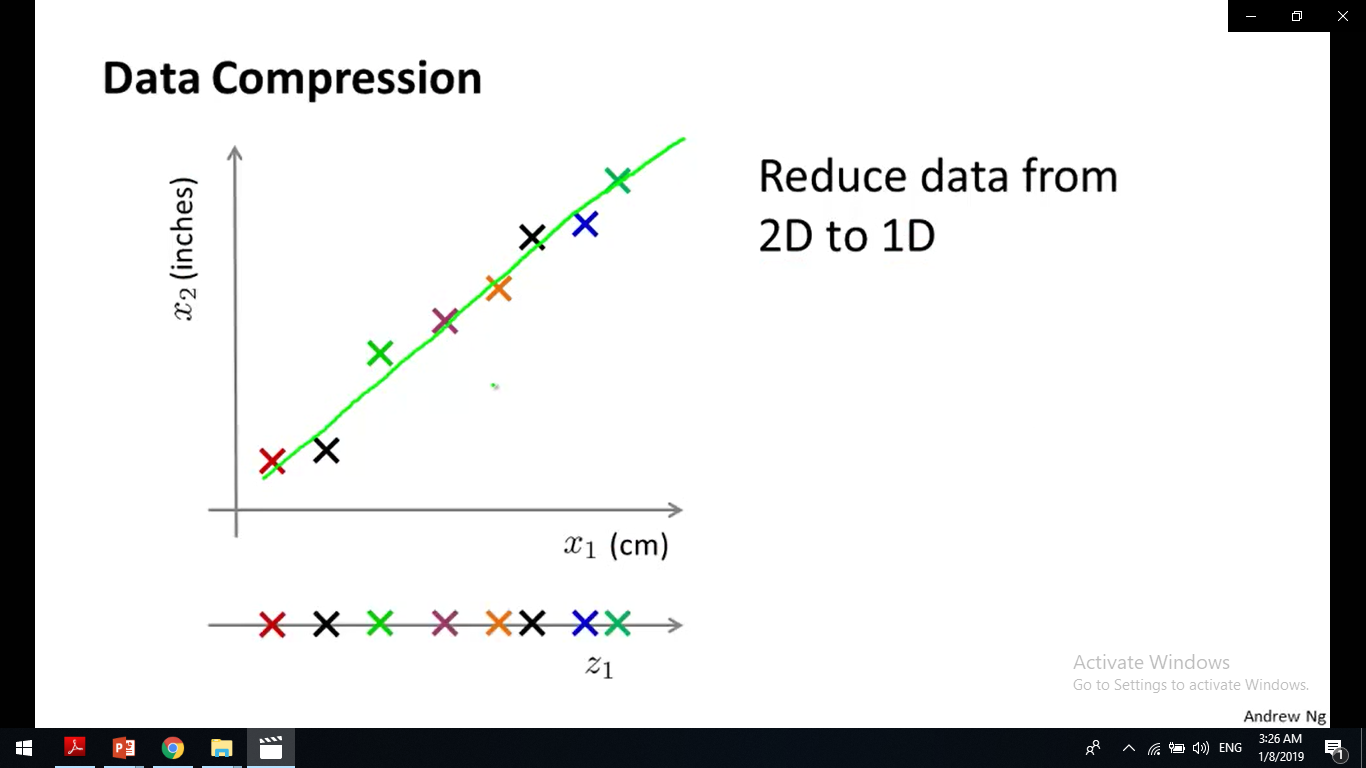 Data Compression
Reduce data from
2D to 1D
x₂ (inches)
x₁ (cm)
z₁
Activate Windows
Go to Settings to activate Windows.
Andrew Ng
ENG
3:26 AM
1/8/2019
1